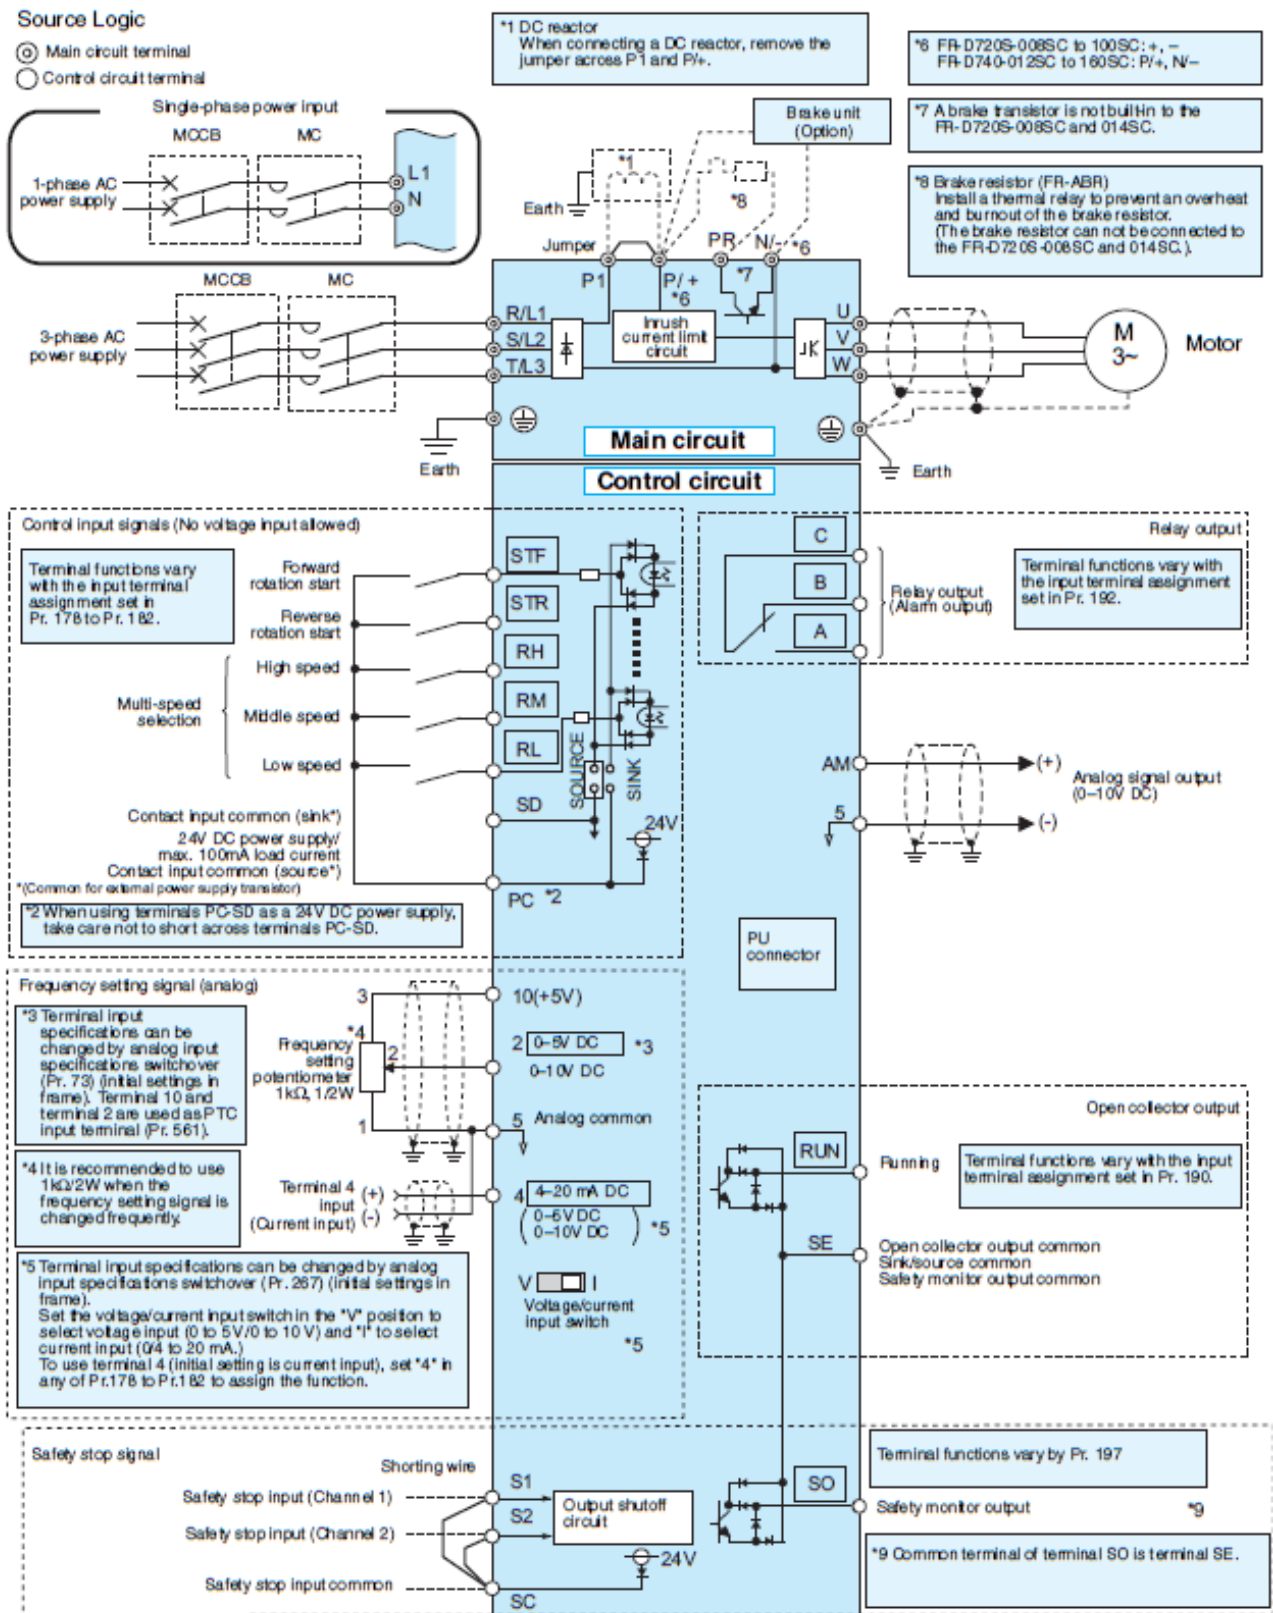 Source Logic
Main circuit terminal
Control circuit terminal
*1 DC reactor
When connecting a DC reactor, remove the
jumper across P1 and P/+.
*6 FR-D720S-008SC to 100SC: +, –
FR-D740-012SC to 160SC: P/+, N/–
*7 A brake transistor is not built-in to the
FR-D720S-008SC and 014SC.
*8 Brake resistor (FR-ABR)
Install a thermal relay to prevent an overheat
and burnout of the brake resistor.
(The brake resistor can not be connected to
the FR-D720S-008SC and 014SC.).
Single-phase power input
MCCB
MC
1-phase AC
power supply
L1
N
Brake unit
(Option)
*1
Earth
*8
Jumper
PR
N/-
*6
P1
P/+
*6
*7
MCCB
MC
3-phase AC
power supply
R/L1
S/L2
T/L3
Inrush
current limit
circuit
U
V
W
M
3~
Motor
Earth
Main circuit
Earth
Control circuit
Control input signals (No voltage input allowed)
Terminal functions vary
with the input terminal
assignment set in
Pr. 178 to Pr. 182.
Forward
rotation start
Reverse
rotation start
High speed
Multi-speed
selection
Middle speed
Low speed
STF
STR
RH
RM
RL
SD
SOURCE
SINK
24V
Contact input common (sink*)
24V DC power supply/
max. 100mA load current
Contact input common (source*)
*(Common for external power supply transistor)
PC *2
*2 When using terminals PC-SD as a 24V DC power supply,
take care not to short across terminals PC-SD.
C
B
A
Relay output
Relay output
(Alarm output)
Terminal functions vary with
the input terminal assignment
set in Pr. 192.
AM
(+)
Analog signal output
(0–10V DC)
5
(-)
PU
connector
Frequency setting signal (analog)
*3 Terminal input
specifications can be
changed by analog input
specifications switchover
(Pr. 73) (initial settings in
frame). Terminal 10 and
terminal 2 are used as PTC
input terminal (Pr. 561).
3
*4
Frequency
setting
potentiometer
1kΩ, 1/2W
2
1
10(+5V)
2
0–5V DC
*3
0–10V DC
5
Analog common
*4 It is recommended to use
1kΩ/2W when the
frequency setting signal is
changed frequently.
Terminal 4
input
(Current input)
(+)
(-)
4
4–20 mA DC
0–5V DC
0–10V DC
*5
V
I
Voltage/current
input switch
*5
*5 Terminal input specifications can be changed by analog
input specifications switchover (Pr. 267) (initial settings in
frame).
Set the voltage/current input switch in the "V" position to
select voltage input (0 to 5V/0 to 10 V) and "I" to select
current input (0/4 to 20 mA.)
To use terminal 4 (initial setting is current input), set "4" in
any of Pr.178 to Pr.182 to assign the function.
Open collector output
RUN
Running
Terminal functions vary with the input
terminal assignment set in Pr. 190.
SE
Open collector output common
Sink/source common
Safety monitor output common
Safety stop signal
Shorting wire
Safety stop input (Channel 1)
Safety stop input (Channel 2)
Safety stop input common
S1
S2
SC
Output shutoff
circuit
24V
SO
Terminal functions vary by Pr. 197
Safety monitor output
*9
*9 Common terminal of terminal SO is terminal SE.